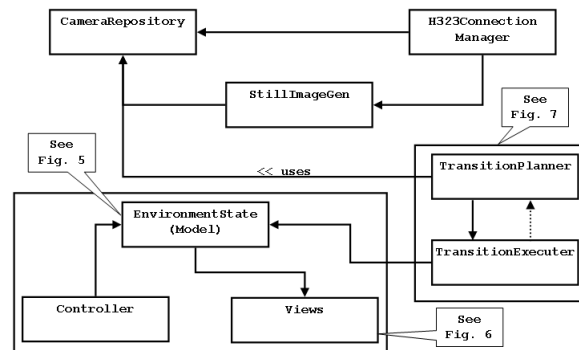 CameraRepository
H323Connection
Manager
StillImageGen
See
Fig. 7
See
Fig. 5
<< uses
TransitionPlanner
EnvironmentState
(Model)
TransitionExecuter
Controller
Views
See
Fig. 6